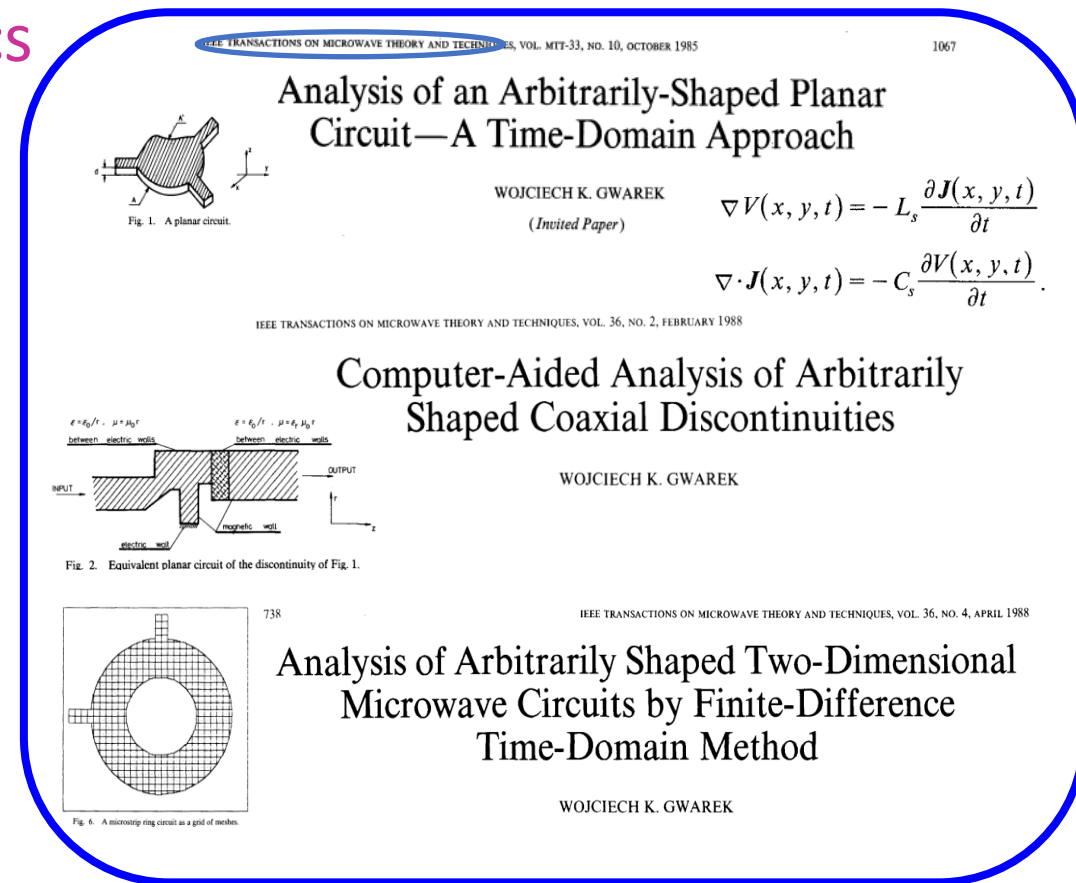 cs
IEEE TRANSACTIONS ON MICROWAVE THEORY AND TECHNIQUES, VOL. MTT-33, NO. 10, OCTOBER 1985 1067
Analysis of an Arbitrarily-Shaped Planar
Circuit—A Time-Domain Approach
WOJCIECH K. GWAREK
(Invited Paper)
A'
d
A
z
y
x
Fig. 1. A planar circuit.
∇V(x, y, t) = − L_s ∂J(x, y, t)/∂t
∇·J(x, y, t) = − C_s ∂V(x, y, t)/∂t.
IEEE TRANSACTIONS ON MICROWAVE THEORY AND TECHNIQUES, VOL. 36, NO. 2, FEBRUARY 1988
Computer-Aided Analysis of Arbitrarily
Shaped Coaxial Discontinuities
WOJCIECH K. GWAREK
ε=ε₀/r . μ=μ₀r ε=ε₀/r . μ=εᵣμ₀r
between electric walls between electric walls
INPUT
OUTPUT
r
z
magnetic wall
electric wall
Fig. 2. Equivalent planar circuit of the discontinuity of Fig. 1.
738 IEEE TRANSACTIONS ON MICROWAVE THEORY AND TECHNIQUES, VOL. 36, NO. 4, APRIL 1988
Analysis of Arbitrarily Shaped Two-Dimensional
Microwave Circuits by Finite-Difference
Time-Domain Method
WOJCIECH K. GWAREK
Fig. 6. A microstrip ring circuit as a grid of meshes.